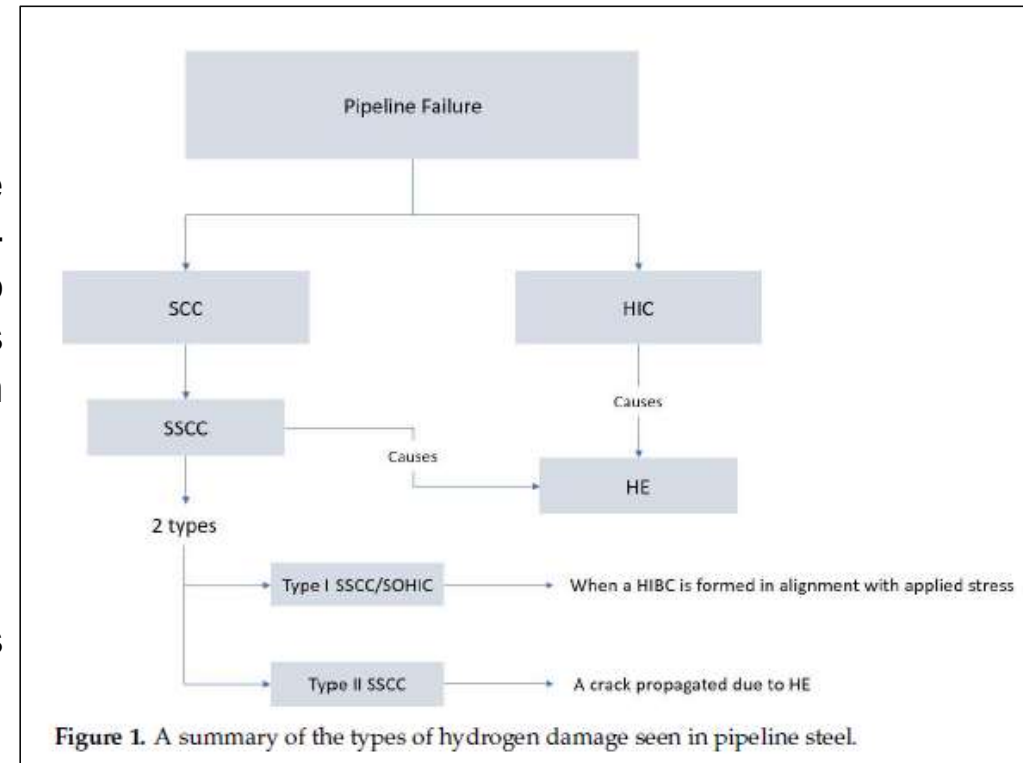 Pipeline Failure
SCC
HIC
Causes
SSCC
Causes
HE
2 types
Type I SSCC/SOHIC
When a HIBC is formed in alignment with applied stress
Type II SSCC
A crack propagated due to HE
Figure 1. A summary of the types of hydrogen damage seen in pipeline steel.